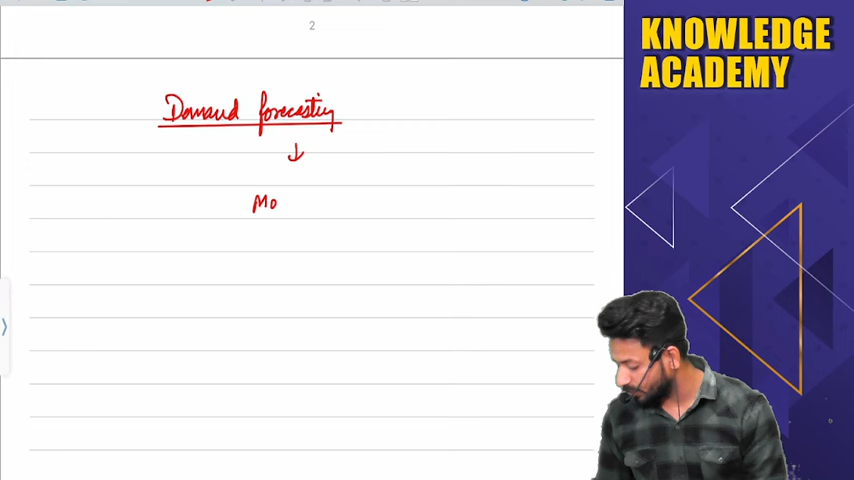 2
KNOWLEDGE
ACADEMY
Demand forecasting
↓
Mo